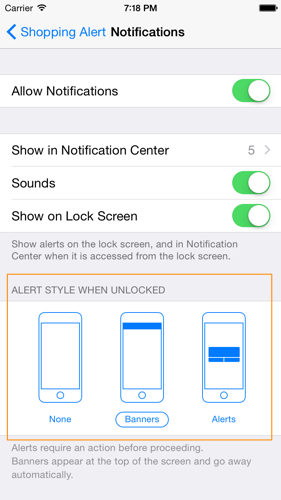 Carrier 7:18 PM
Shopping Alert Notifications
Allow Notifications
Show in Notification Center 5
Sounds
Show on Lock Screen
Show alerts on the lock screen, and in Notification
Center when it is accessed from the lock screen.
ALERT STYLE WHEN UNLOCKED
None Banners Alerts
Alerts require an action before proceeding.
Banners appear at the top of the screen and go away
automatically.